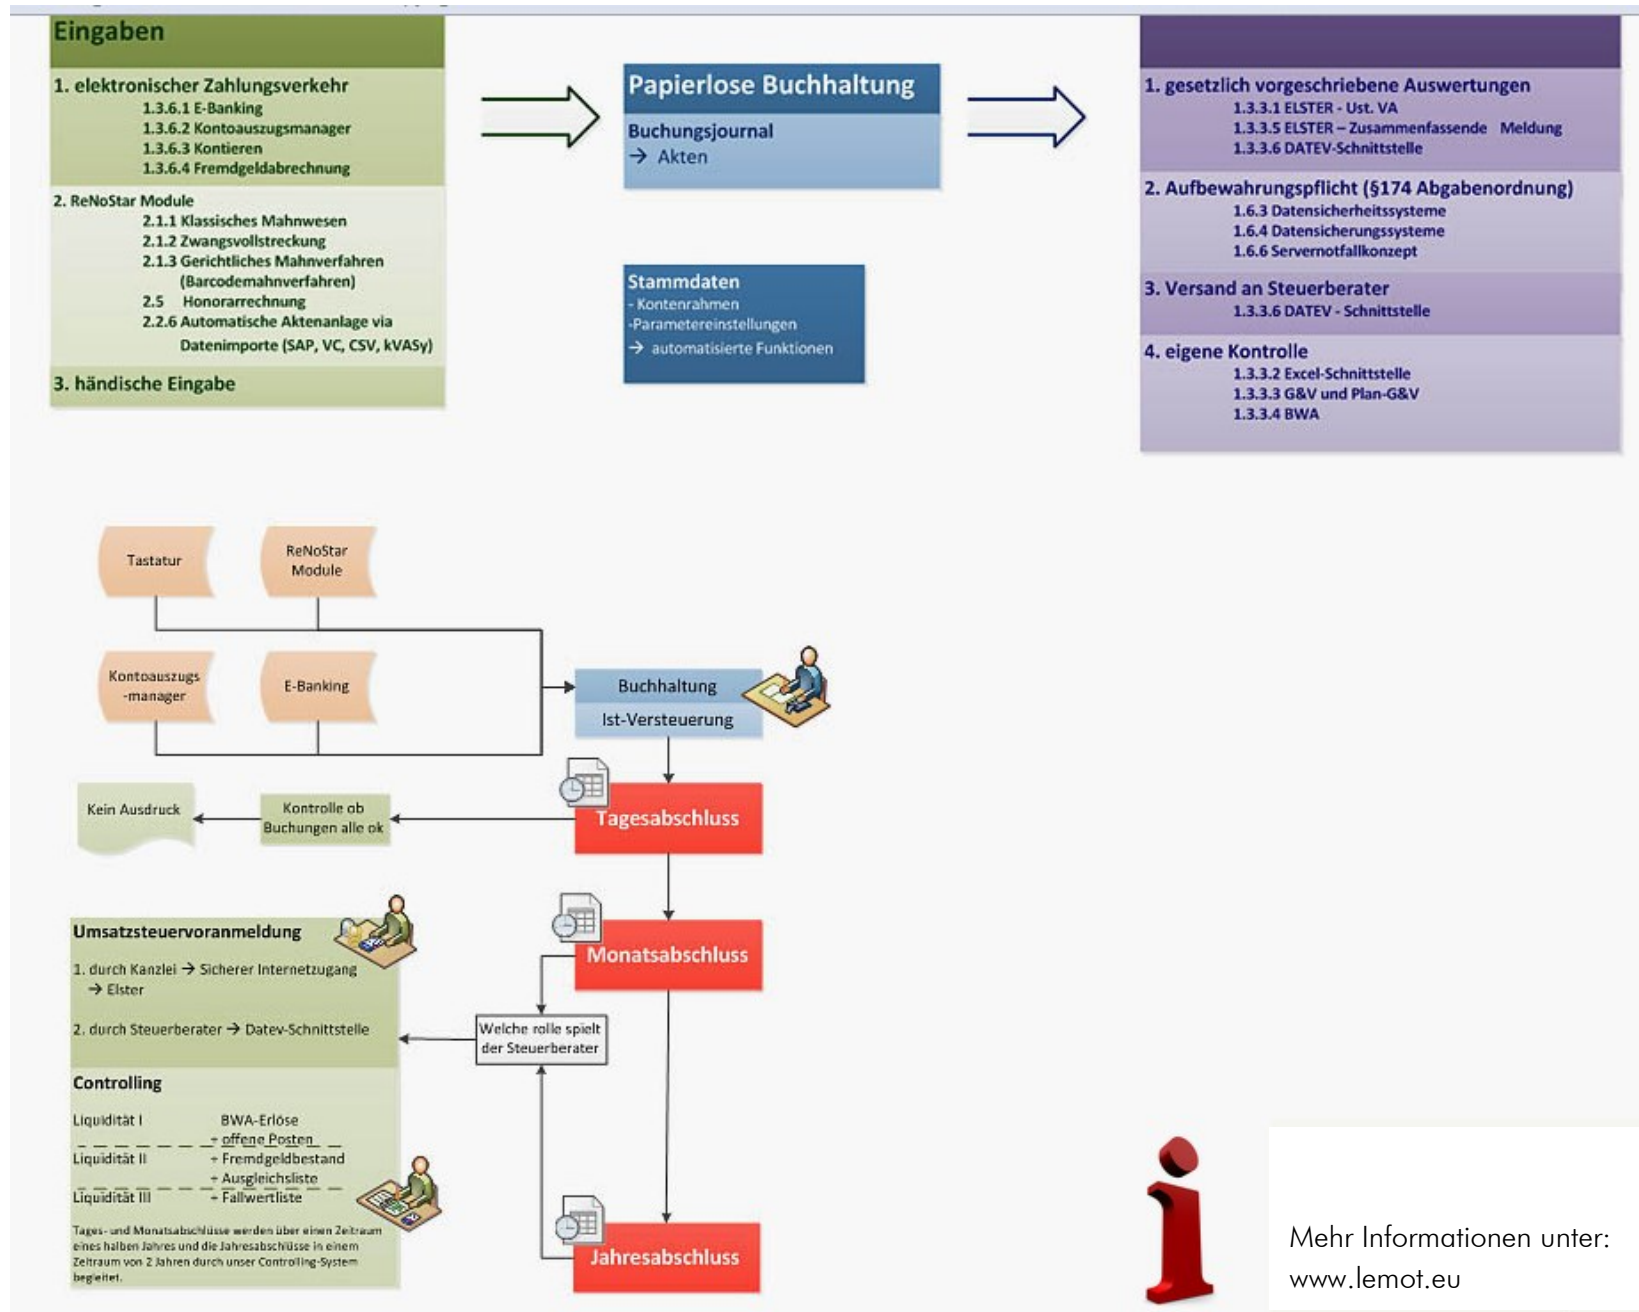 Eingaben
1. elektronischer Zahlungsverkehr
1.3.6.1 E-Banking
1.3.6.2 Kontoauszugsmanager
1.3.6.3 Kontieren
1.3.6.4 Fremdgeldabrechnung
2. ReNoStar Module
2.1.1 Klassisches Mahnwesen
2.1.2 Zwangsvollstreckung
2.1.3 Gerichtliches Mahnverfahren
(Barcodemahnverfahren)
2.5 Honorarrechnung
2.2.6 Automatische Aktenanlage via
Datenimporte (SAP, VC, CSV, kVASy)
3. händische Eingabe
Papierlose Buchhaltung
Buchungsjournal
→ Akten
Stammdaten
- Kontenrahmen
-Parametereinstellungen
→ automatisierte Funktionen
1. gesetzlich vorgeschriebene Auswertungen
1.3.3.1 ELSTER - Ust. VA
1.3.3.5 ELSTER – Zusammenfassende Meldung
1.3.3.6 DATEV-Schnittstelle
2. Aufbewahrungspflicht (§174 Abgabenordnung)
1.6.3 Datensicherheitssysteme
1.6.4 Datensicherungssysteme
1.6.6 Servernotfallkonzept
3. Versand an Steuerberater
1.3.3.6 DATEV - Schnittstelle
4. eigene Kontrolle
1.3.3.2 Excel-Schnittstelle
1.3.3.3 G&V und Plan-G&V
1.3.3.4 BWA
Tastatur
ReNoStar
Module
Kontoauszugs
-manager
E-Banking
Buchhaltung
Ist-Versteuerung
Tagesabschluss
Kontrolle ob
Buchungen alle ok
Kein Ausdruck
Monatsabschluss
Welche rolle spielt
der Steuerberater
Jahresabschluss
Umsatzsteuervoranmeldung
1. durch Kanzlei → Sicherer Internetzugang
→ Elster
2. durch Steuerberater → Datev-Schnittstelle
Controlling
Liquidität I BWA-Erlöse
+ offene Posten
Liquidität II + Fremdgeldbestand
+ Ausgleichsliste
Liquidität III + Fallwertliste
Tages- und Monatsabschlüsse werden über einen Zeitraum
eines halben Jahres und die Jahresabschlüsse in einem
Zeitraum von 2 Jahren durch unser Controlling-System
begleitet.
Mehr Informationen unter:
www.lemot.eu